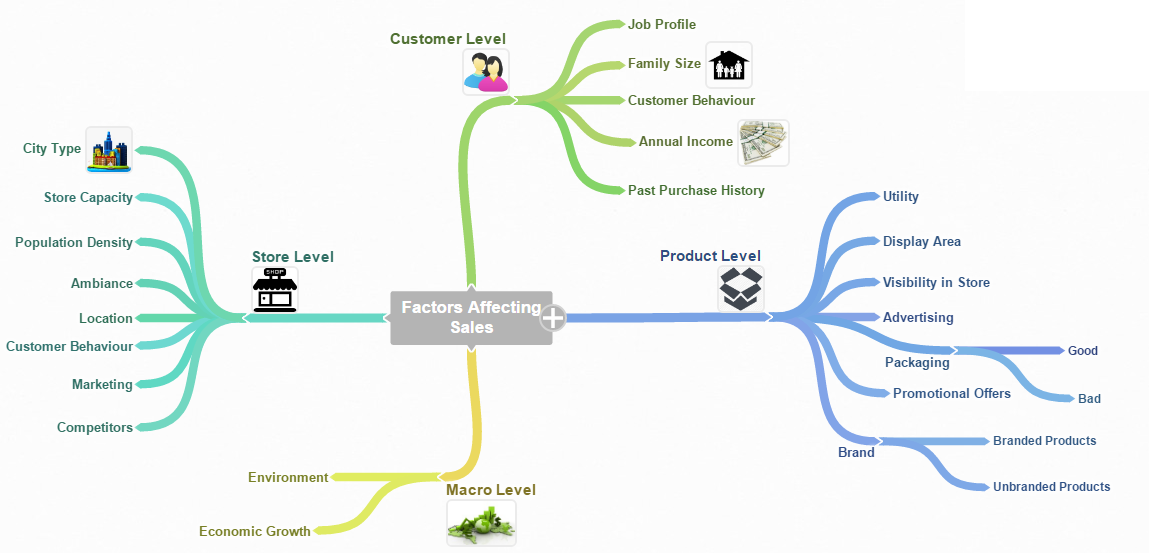 Customer Level
Job Profile
Family Size
Customer Behaviour
Annual Income
Past Purchase History
City Type
Store Capacity
Population Density
Ambiance
Location
Customer Behaviour
Marketing
Competitors
Store Level
SHOP
Factors Affecting
Sales
Product Level
Utility
Display Area
Visibility in Store
Advertising
Packaging
Good
Bad
Promotional Offers
Brand
Branded Products
Unbranded Products
Environment
Economic Growth
Macro Level